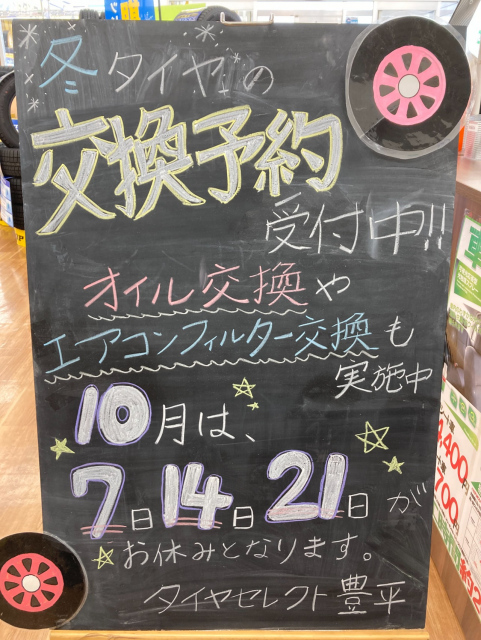 冬タイヤの
交換予約
受付中!!
オイル交換や
エアコンフィルター交換も
実施中
10月は、
7日14日21日が
お休みとなります。
タイヤセレクト豊平